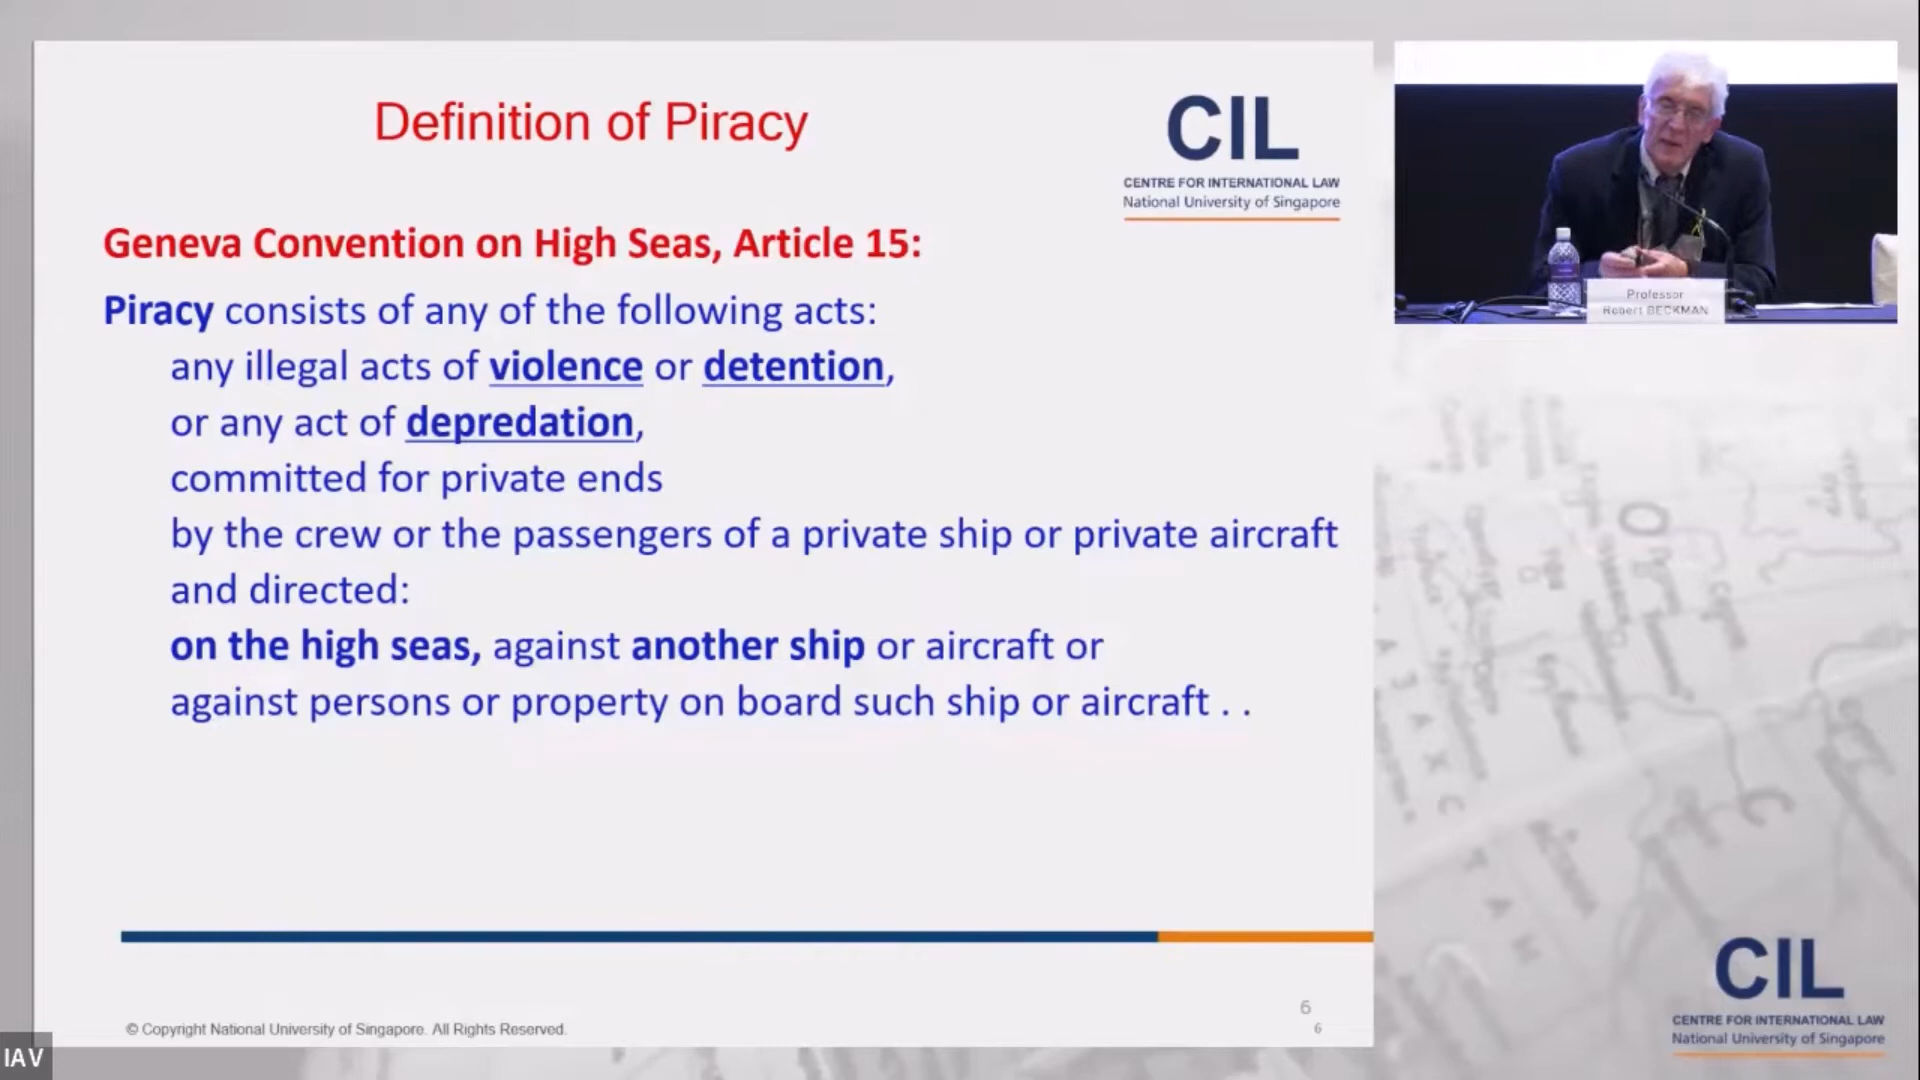 Definition of Piracy
CIL
CENTRE FOR INTERNATIONAL LAW
National University of Singapore
Geneva Convention on High Seas, Article 15:
Piracy consists of any of the following acts:
any illegal acts of violence or detention,
or any act of depredation,
committed for private ends
by the crew or the passengers of a private ship or private aircraft
and directed:
on the high seas, against another ship or aircraft or
against persons or property on board such ship or aircraft . .
6
6
© Copyright National University of Singapore. All Rights Reserved.
Professor
Robert BECKMAN
CIL
CENTRE FOR INTERNATIONAL LAW
National University of Singapore
IAV